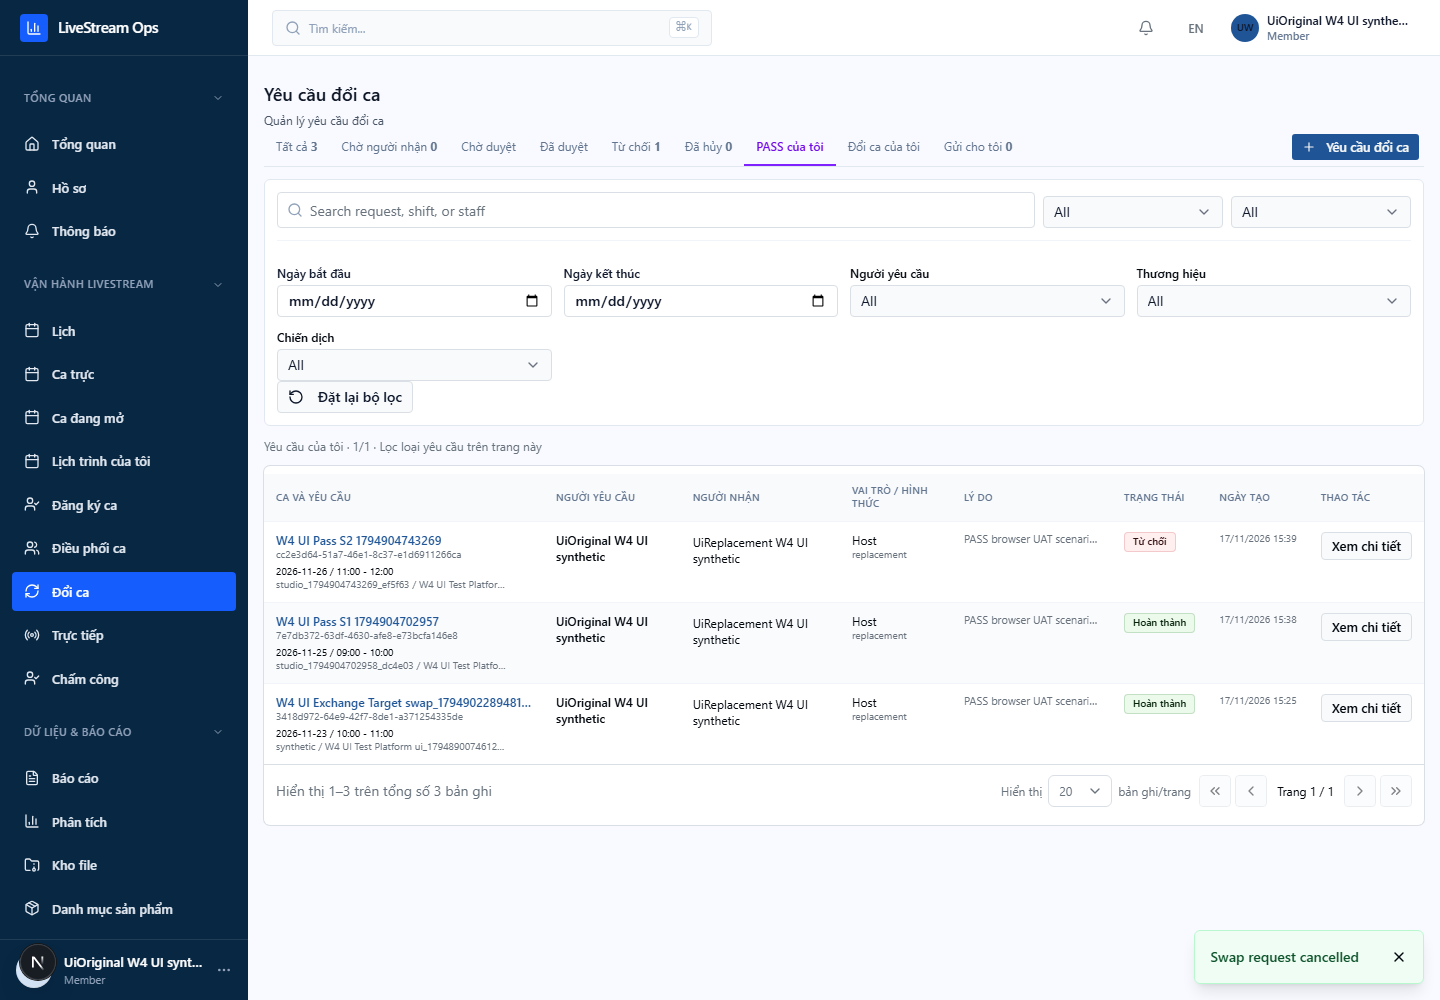 LiveStream Ops
Tìm kiếm...
⌘K
EN
UW
UiOriginal W4 UI synthe...
Member
TỔNG QUAN
Tổng quan
Hồ sơ
Thông báo
VẬN HÀNH LIVESTREAM
Lịch
Ca trực
Ca đang mở
Lịch trình của tôi
Đăng ký ca
Điều phối ca
Đổi ca
Trực tiếp
Chấm công
DỮ LIỆU & BÁO CÁO
Báo cáo
Phân tích
Kho file
Danh mục sản phẩm
N
UiOriginal W4 UI synt...
Member
Yêu cầu đổi ca
Quản lý yêu cầu đổi ca
Tất cả 3
Chờ người nhận 0
Chờ duyệt
Đã duyệt
Từ chối 1
Đã hủy 0
PASS của tôi
Đổi ca của tôi
Gửi cho tôi 0
Yêu cầu đổi ca
Search request, shift, or staff
All
All
Ngày bắt đầu
Ngày kết thúc
Người yêu cầu
Thương hiệu
mm/dd/yyyy
mm/dd/yyyy
All
All
Chiến dịch
All
Đặt lại bộ lọc
Yêu cầu của tôi · 1/1 · Lọc loại yêu cầu trên trang này
CA VÀ YÊU CẦU
NGƯỜI YÊU CẦU
NGƯỜI NHẬN
VAI TRÒ / HÌNH
THỨC
LÝ DO
TRẠNG THÁI
NGÀY TẠO
THAO TÁC
W4 UI Pass S2 1794904743269
cc2e3d64-51a7-46e1-8c37-e1d6911266ca
2026-11-26 / 11:00 - 12:00
studio_1794904743269_ef5f63 / W4 UI Test Platfor...
UiOriginal W4 UI
synthetic
UiReplacement W4 UI
synthetic
Host
replacement
PASS browser UAT scenari...
Từ chối
17/11/2026 15:39
Xem chi tiết
W4 UI Pass S1 1794904702957
7e7db372-63df-4630-afe8-e73bcfa146e8
2026-11-25 / 09:00 - 10:00
studio_1794904702958_dc4e03 / W4 UI Test Platfo...
UiOriginal W4 UI
synthetic
UiReplacement W4 UI
synthetic
Host
replacement
PASS browser UAT scenari...
Hoàn thành
17/11/2026 15:38
Xem chi tiết
W4 UI Exchange Target swap_1794902289481...
3418d972-64e9-42f7-8de1-a371254335de
2026-11-23 / 10:00 - 11:00
synthetic / W4 UI Test Platform ui_1794890074612...
UiOriginal W4 UI
synthetic
UiReplacement W4 UI
synthetic
Host
replacement
PASS browser UAT scenari...
Hoàn thành
17/11/2026 15:25
Xem chi tiết
Hiển thị 1–3 trên tổng số 3 bản ghi
Hiển thị
20
bản ghi/trang
Trang 1 / 1
Swap request cancelled